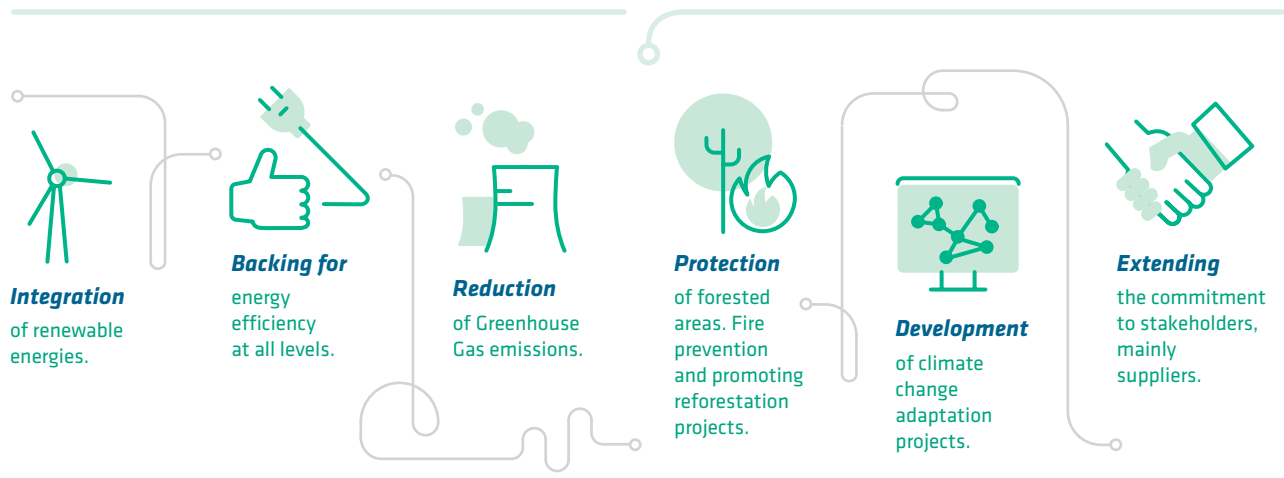 Integration
of renewable
energies.
Backing for
energy
efficiency
at all levels.
Reduction
of Greenhouse
Gas emissions.
Protection
of forested
areas. Fire
prevention
and promoting
reforestation
projects.
Development
of climate
change
adaptation
projects.
Extending
the commitment
to stakeholders,
mainly
suppliers.